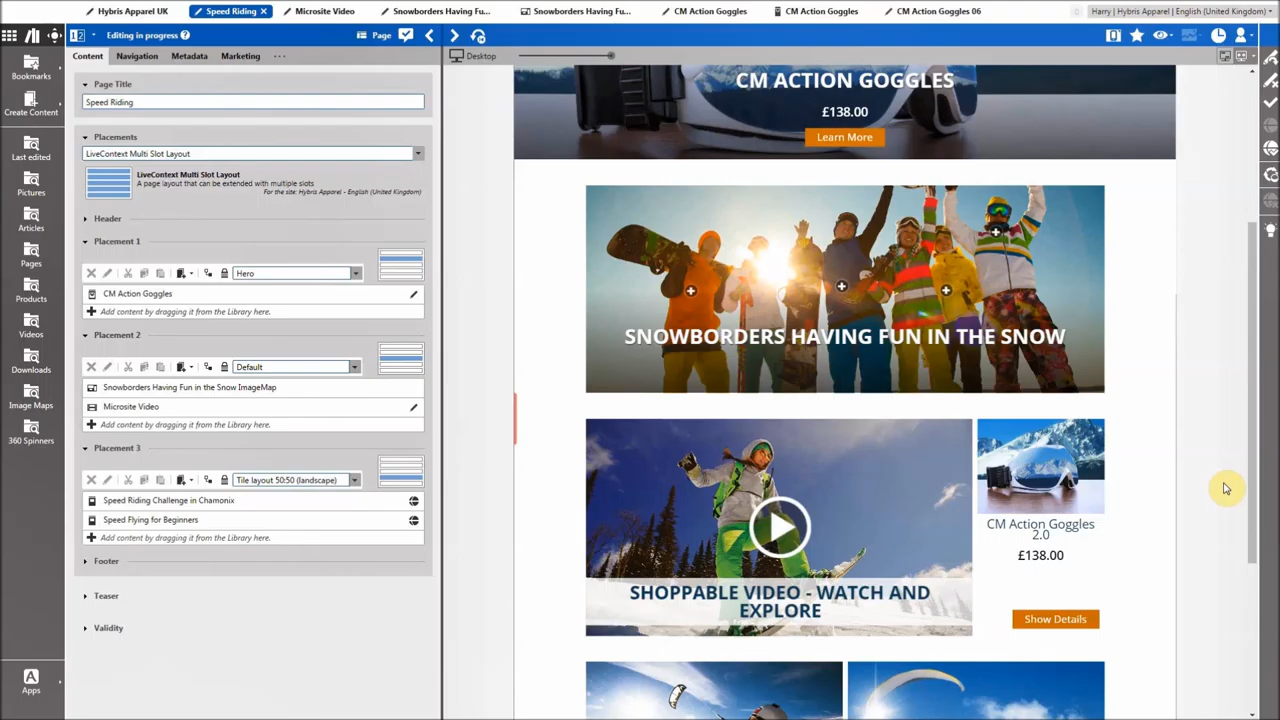 Hybris Apparel UK
Speed Riding
Microsite Video
Snowborders Having Fu...
Snowborders Having Fu...
CM Action Goggles
CM Action Goggles
CM Action Goggles 06
Harry | Hybris Apparel | English (United Kingdom)
Editing in progress
Page
Bookmarks
Create Content
Last edited
Pictures
Articles
Pages
Products
Videos
Downloads
Image Maps
360 Spinners
Apps
Content
Navigation
Metadata
Marketing
Page Title
Speed Riding
Placements
LiveContext Multi Slot Layout
LiveContext Multi Slot Layout
A page layout that can be extended with multiple slots
For the site: Hybris Apparel - English (United Kingdom)
Header
Placement 1
Hero
CM Action Goggles
Add content by dragging it from the Library here.
Placement 2
Default
Snowborders Having Fun in the Snow ImageMap
Microsite Video
Add content by dragging it from the Library here.
Placement 3
Tile layout 50:50 (landscape)
Speed Riding Challenge in Chamonix
Speed Flying for Beginners
Add content by dragging it from the Library here.
Footer
Teaser
Validity
Desktop
CM ACTION GOGGLES
£138.00
Learn More
SNOWBORDERS HAVING FUN IN THE SNOW
SHOPPABLE VIDEO - WATCH AND
EXPLORE
CM Action Goggles
2.0
£138.00
Show Details